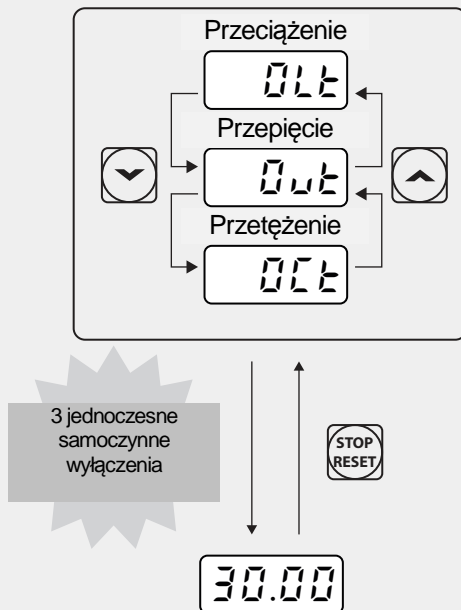 Przeciążenie
OLt
Przepięcie
Out
Przetężenie
OCt
3 jednoczesne
samoczynne
wyłączenia
STOP
RESET
30.00